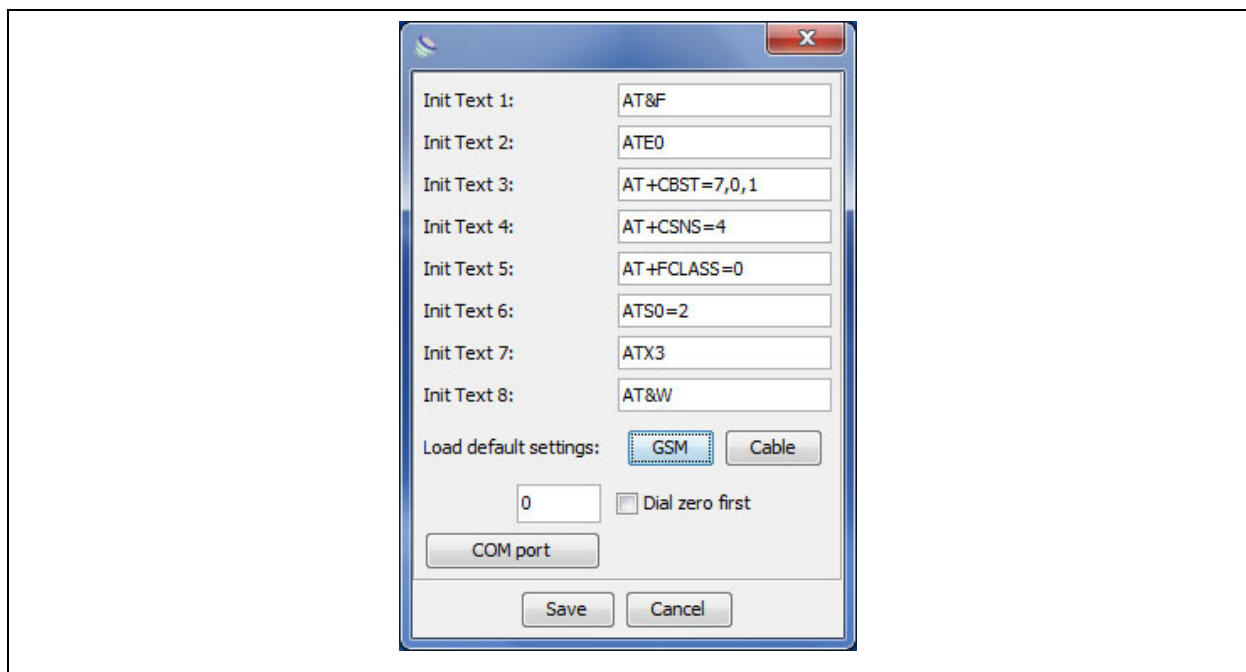 Init Text 1: AT&F
Init Text 2: ATE0
Init Text 3: AT+CBST=7,0,1
Init Text 4: AT+CSNS=4
Init Text 5: AT+FCLASS=0
Init Text 6: ATS0=2
Init Text 7: ATX3
Init Text 8: AT&W
Load default settings: GSM Cable
0 Dial zero first
COM port
Save Cancel